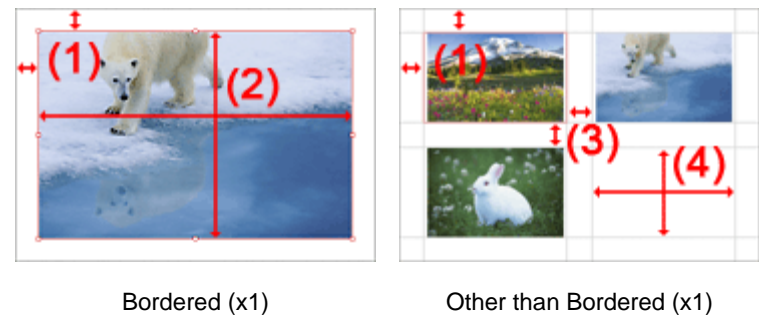 (1)
(2)
(1)
(3)
(4)
Bordered (x1)
Other than Bordered (x1)